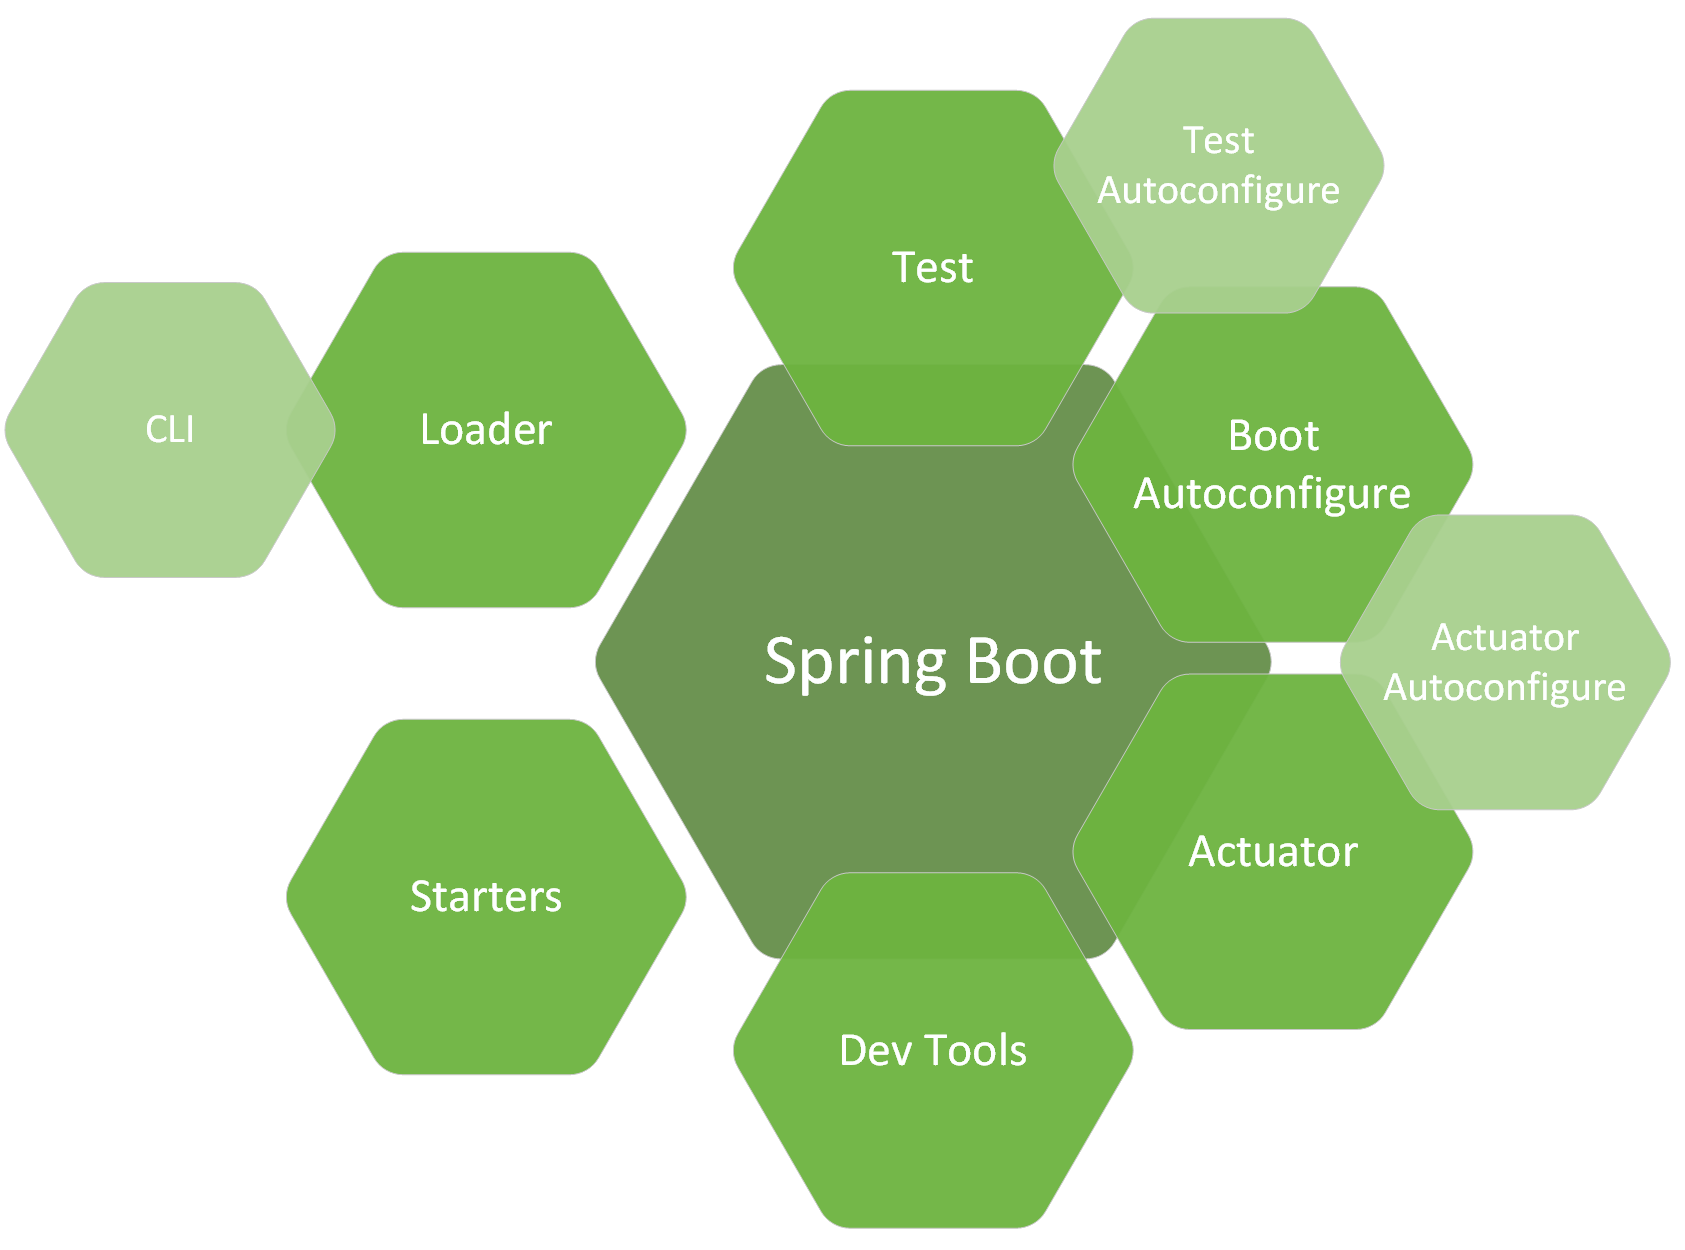 Test
Autoconfigure
Test
CLI
Loader
Boot
Autoconfigure
Spring Boot
Actuator
Autoconfigure
Starters
Actuator
Dev Tools